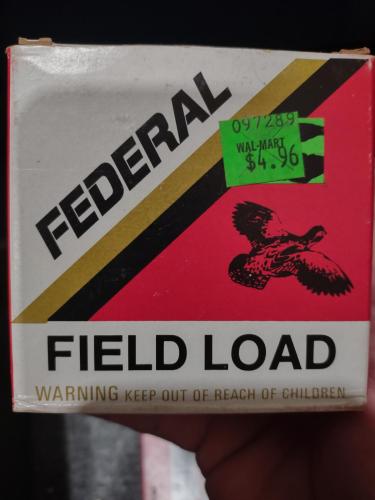 FEDERAL
097289
WAL-MART
$4.96
FIELD LOAD
WARNING KEEP OUT OF REACH OF CHILDREN